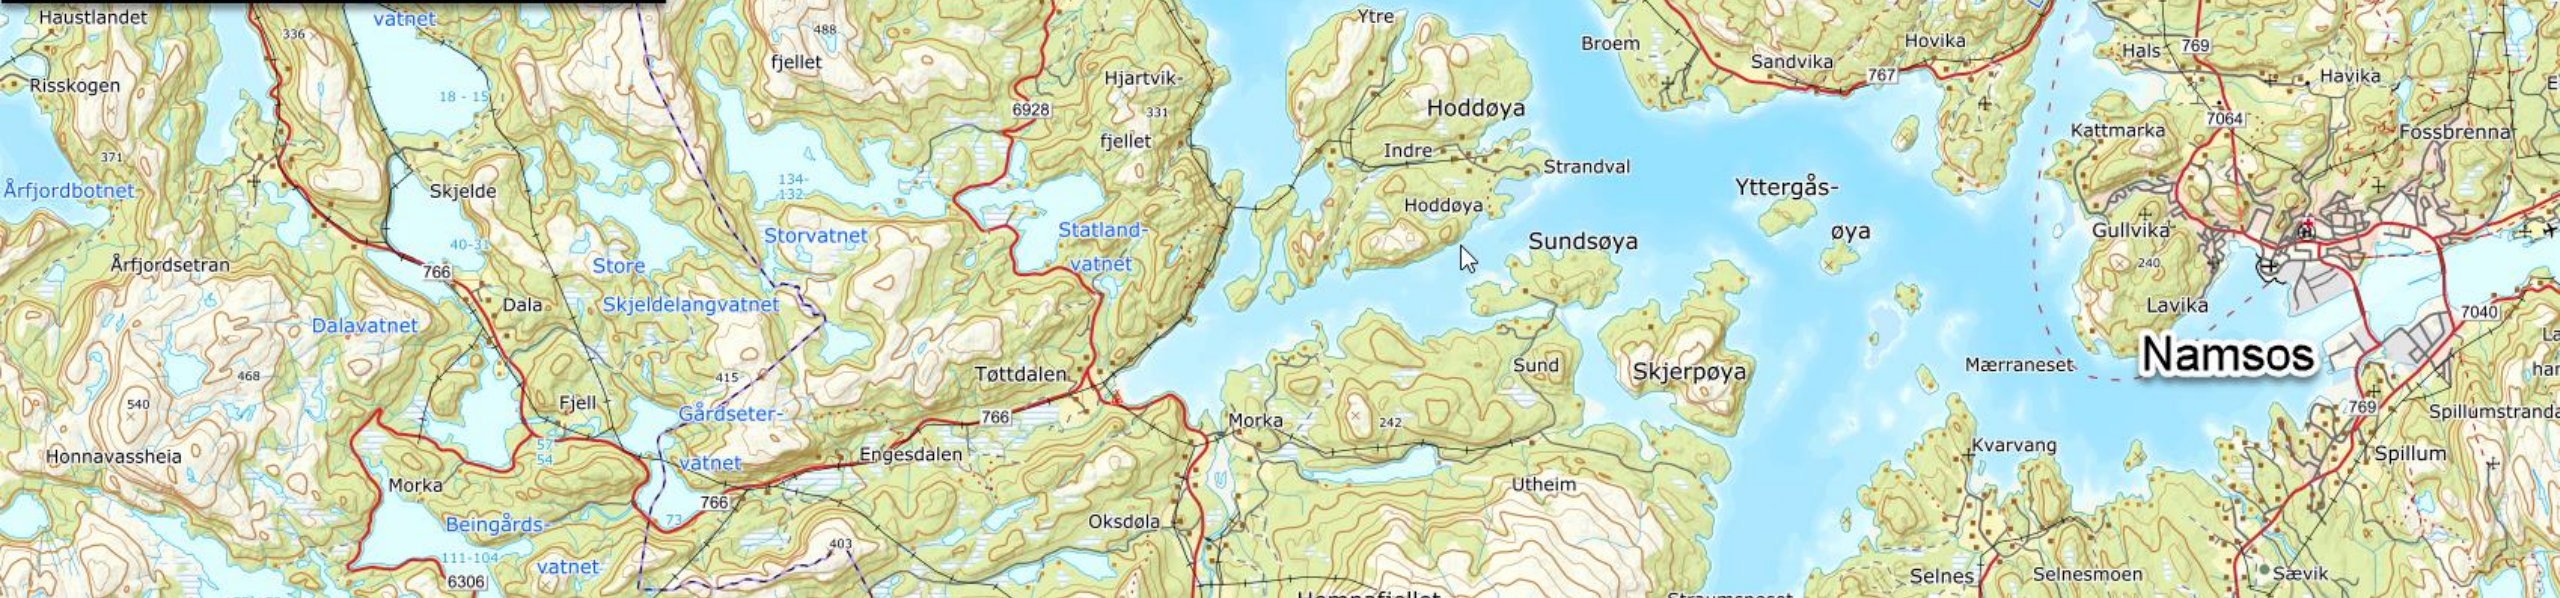 Haustlandet
vatnet
336
488
fjellet
Ytre
Broem
Sandvika
Hovika
767
Hals
769
Havika
Risskogen
18 - 15
6928
Hjartvik-
331
fjellet
Hoddøya
7064
Kattmarka
Fossbrenna
371
Indre
Strandval
Årfjordbotnet
Skjelde
134-
132
Yttergås-
øya
Hoddøya
Storvatnet
Statland-
vatnet
40-31
Gullvika
240
Sundsøya
Årfjordsetran
766
Store
Skjeldelangvatnet
Dala
Lavika
7040
Dalavatnet
Namsos
Mærraneset
Sund
Skjerpøya
Tøttdalen
468
415
540
Fjell
Gårdseter-
vatnet
766
Morka
242
769
Spillumstranda
Honnavassheia
57
54
Engesdalen
Kvarvang
Spillum
Morka
766
Utheim
73
Beingårds-
vatnet
111-104
Oksdøla
403
6306
Selnes
Selnesmoen
Sævik